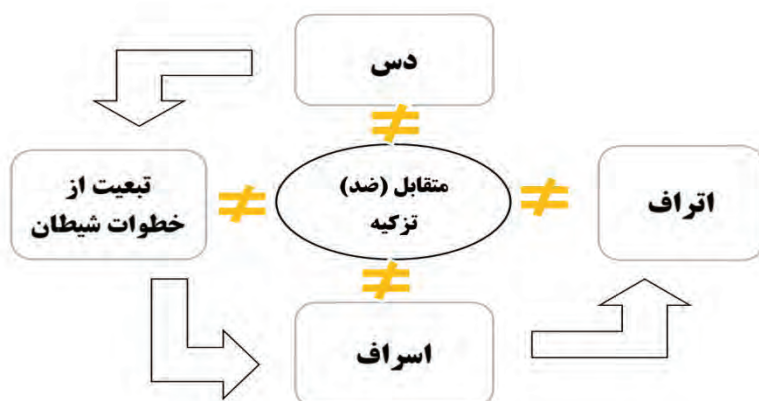 دس
تبعیت از
خطوات شیطان
≠
≠
متقابل (ضد)
تزکیه
≠
اتراف
≠
اسراف